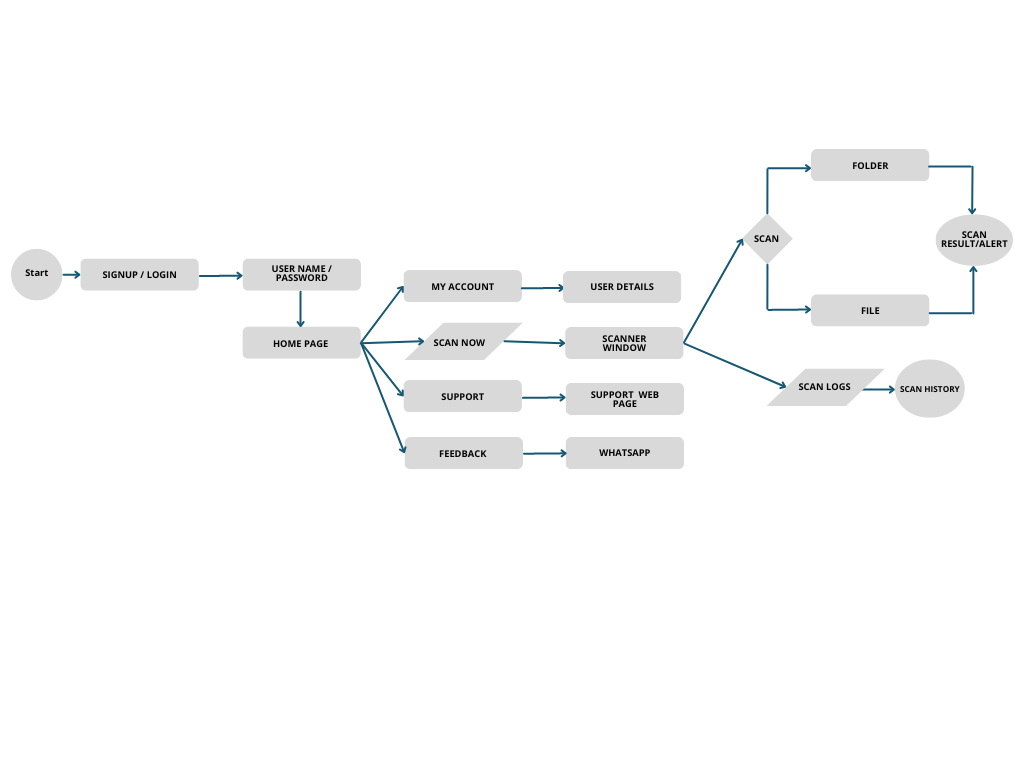 Start
SIGNUP / LOGIN
USER NAME /
PASSWORD
HOME PAGE
MY ACCOUNT
USER DETAILS
SCAN NOW
SCANNER
WINDOW
SUPPORT
SUPPORT  WEB
PAGE
FEEDBACK
WHATSAPP
SCAN
FOLDER
FILE
SCAN
RESULT/ALERT
SCAN LOGS
SCAN HISTORY